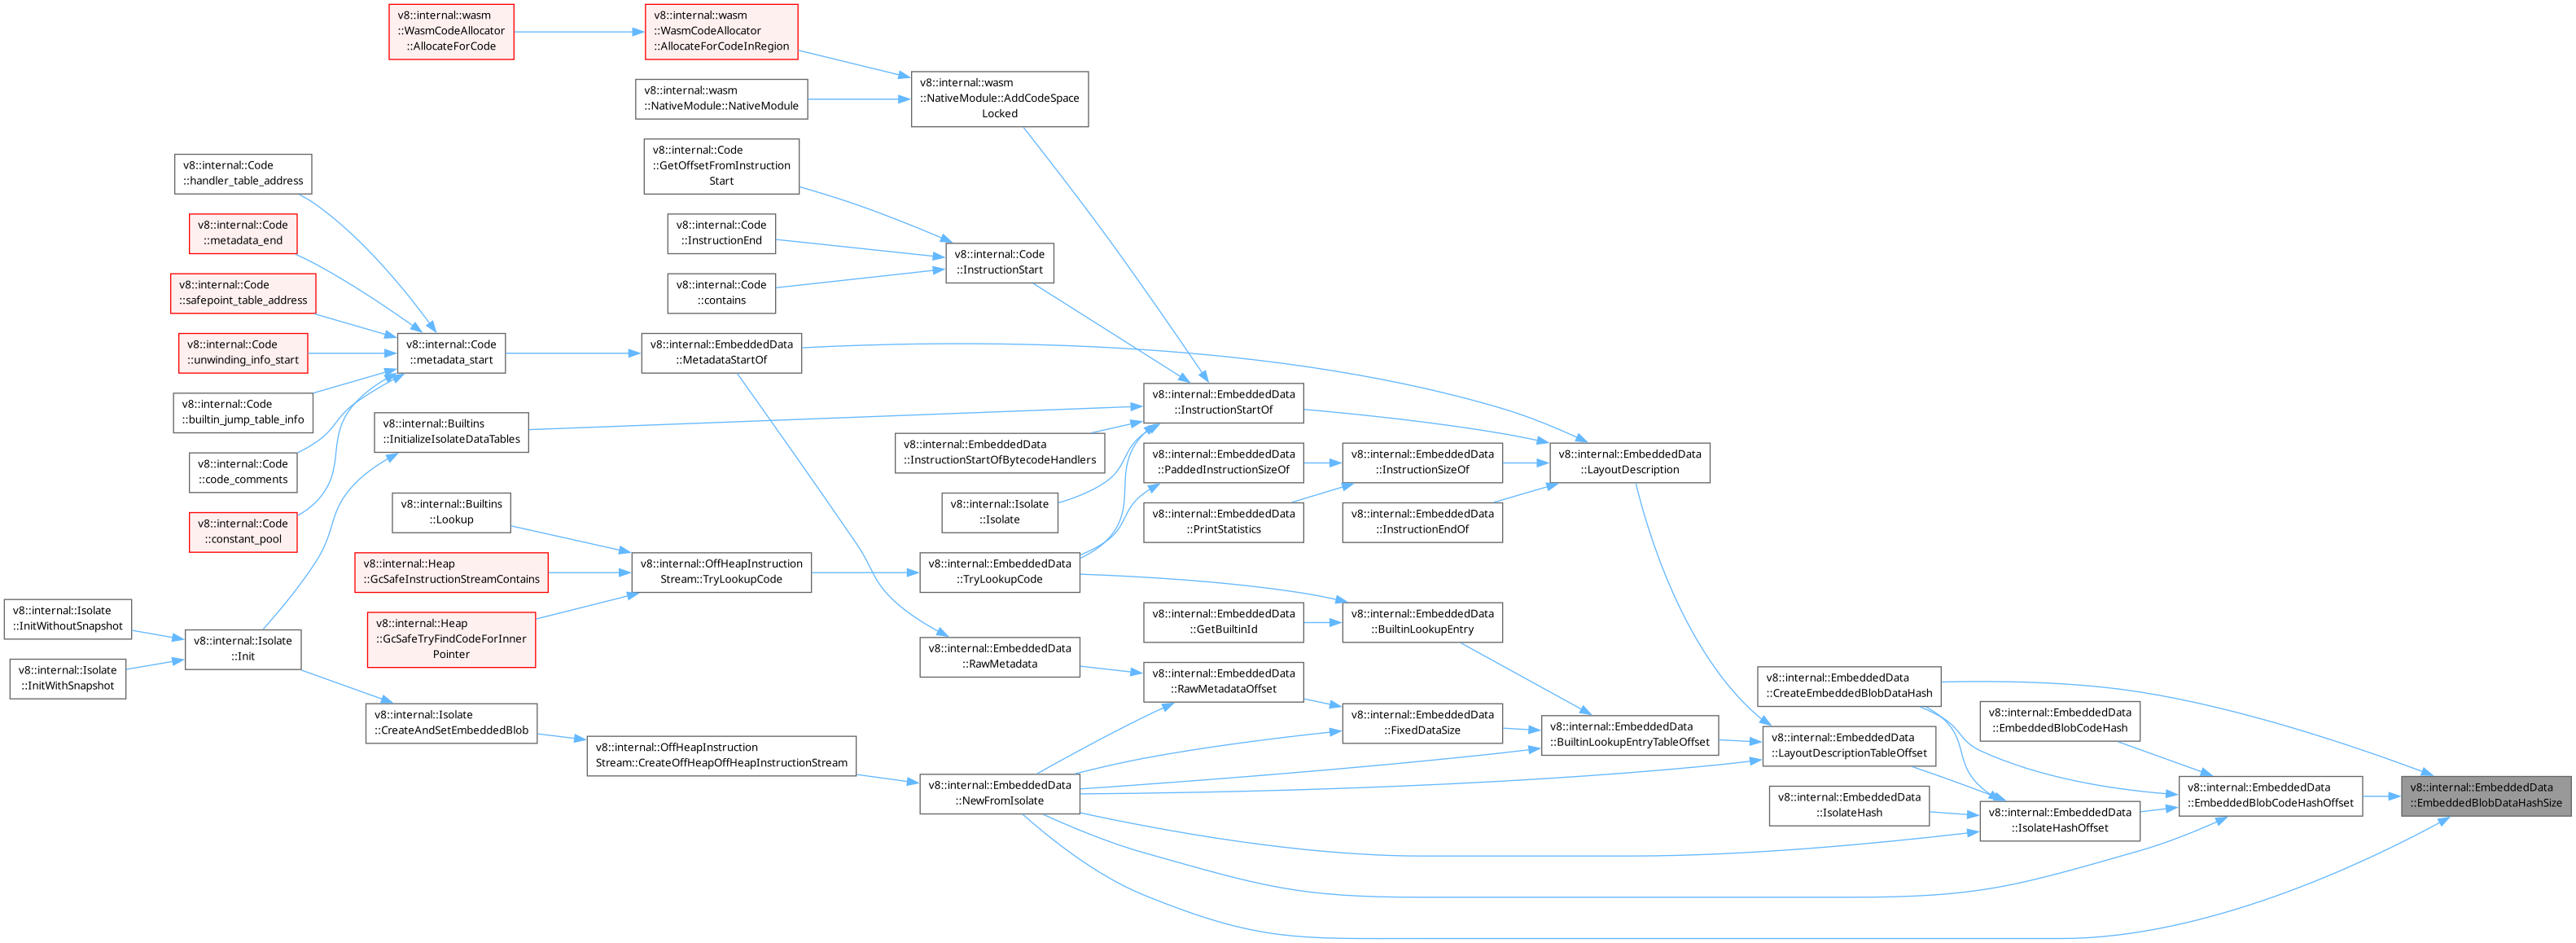 v8::internal::wasm
::WasmCodeAllocator
::AllocateForCode
v8::internal::wasm
::WasmCodeAllocator
::AllocateForCodeInRegion
v8::internal::wasm
::NativeModule::NativeModule
v8::internal::wasm
::NativeModule::AddCodeSpace
Locked
v8::internal::Code
::GetOffsetFromInstruction
Start
v8::internal::Code
::handler_table_address
v8::internal::Code
::metadata_end
v8::internal::Code
::InstructionEnd
v8::internal::Code
::InstructionStart
v8::internal::Code
::safepoint_table_address
v8::internal::Code
::contains
v8::internal::Code
::unwinding_info_start
v8::internal::Code
::metadata_start
v8::internal::EmbeddedData
::MetadataStartOf
v8::internal::Code
::builtin_jump_table_info
v8::internal::Builtins
::InitializeIsolateDataTables
v8::internal::EmbeddedData
::InstructionStartOf
v8::internal::EmbeddedData
::InstructionStartOfBytecodeHandlers
v8::internal::EmbeddedData
::PaddedInstructionSizeOf
v8::internal::EmbeddedData
::InstructionSizeOf
v8::internal::EmbeddedData
::LayoutDescription
v8::internal::Code
::code_comments
v8::internal::Code
::constant_pool
v8::internal::Builtins
::Lookup
v8::internal::Isolate
::Isolate
v8::internal::EmbeddedData
::PrintStatistics
v8::internal::EmbeddedData
::InstructionEndOf
v8::internal::Heap
::GcSafeInstructionStreamContains
v8::internal::OffHeapInstruction
Stream::TryLookupCode
v8::internal::EmbeddedData
::TryLookupCode
v8::internal::Isolate
::InitWithoutSnapshot
v8::internal::Isolate
::Init
v8::internal::Heap
::GcSafeTryFindCodeForInner
Pointer
v8::internal::EmbeddedData
::GetBuiltinId
v8::internal::EmbeddedData
::BuiltinLookupEntry
v8::internal::Isolate
::InitWithSnapshot
v8::internal::EmbeddedData
::RawMetadata
v8::internal::EmbeddedData
::RawMetadataOffset
v8::internal::EmbeddedData
::CreateEmbeddedBlobDataHash
v8::internal::Isolate
::CreateAndSetEmbeddedBlob
v8::internal::EmbeddedData
::FixedDataSize
v8::internal::EmbeddedData
::BuiltinLookupEntryTableOffset
v8::internal::EmbeddedData
::LayoutDescriptionTableOffset
v8::internal::EmbeddedData
::EmbeddedBlobCodeHash
v8::internal::OffHeapInstruction
Stream::CreateOffHeapOffHeapInstructionStream
v8::internal::EmbeddedData
::NewFromIsolate
v8::internal::EmbeddedData
::IsolateHash
v8::internal::EmbeddedData
::IsolateHashOffset
v8::internal::EmbeddedData
::EmbeddedBlobCodeHashOffset
v8::internal::EmbeddedData
::EmbeddedBlobDataHashSize